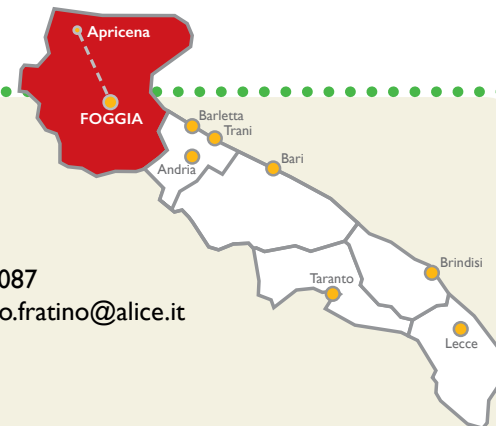 Apricena
FOGGIA
Barletta
Trani
Andria
Bari
087
o.fratino@alice.it
Taranto
Brindisi
Lecce